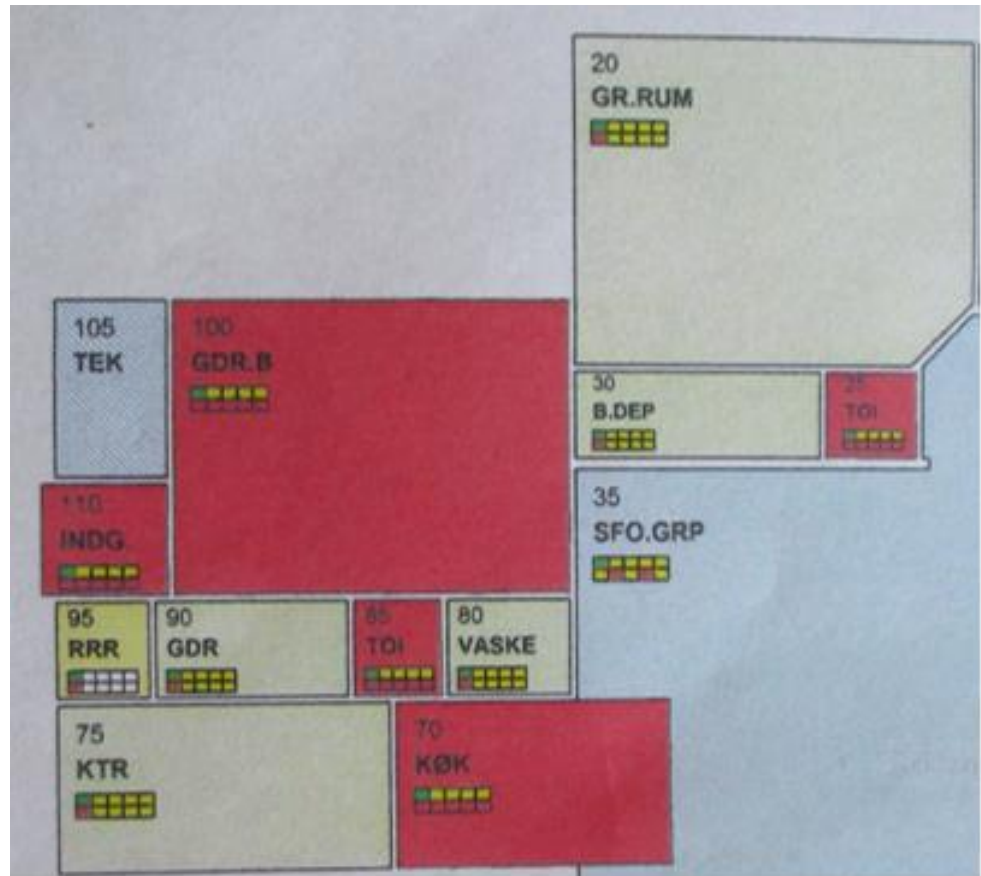 20
GR.RUM
105
TEK
100
GDR.B
30
B.DEP
25
TOI
110
INDG.
35
SFO.GRP
95
RRR
90
GDR
85
TOI
80
VASKE
75
KTR
70
KØK